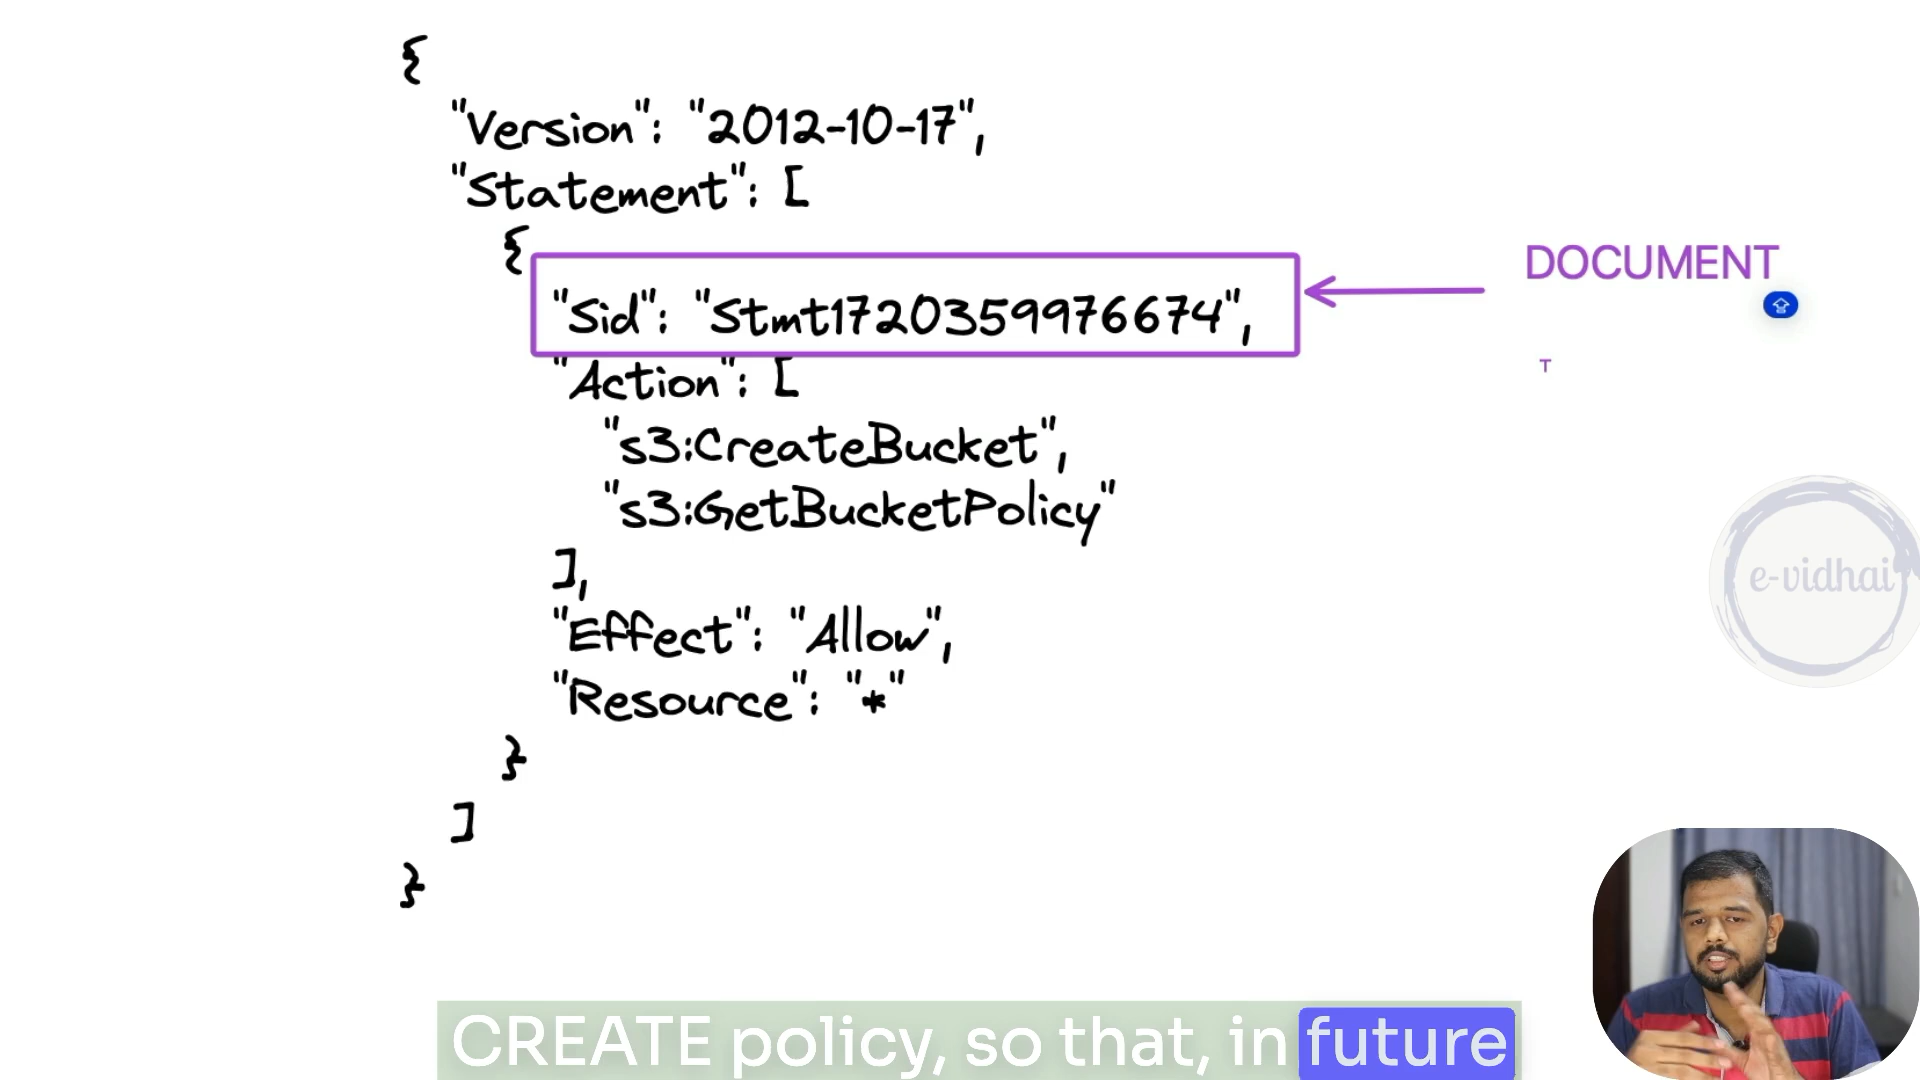 {
"Version": "2012-10-17",
"Statement": [
{
"Sid": "Stmt1720359976674",
"Action": [
"s3:CreateBucket",
"s3:GetBucketPolicy"
],
"Effect": "Allow",
"Resource": "*"
}
]
}
DOCUMENT
T
e-vidhai
CREATE policy, so that, in future